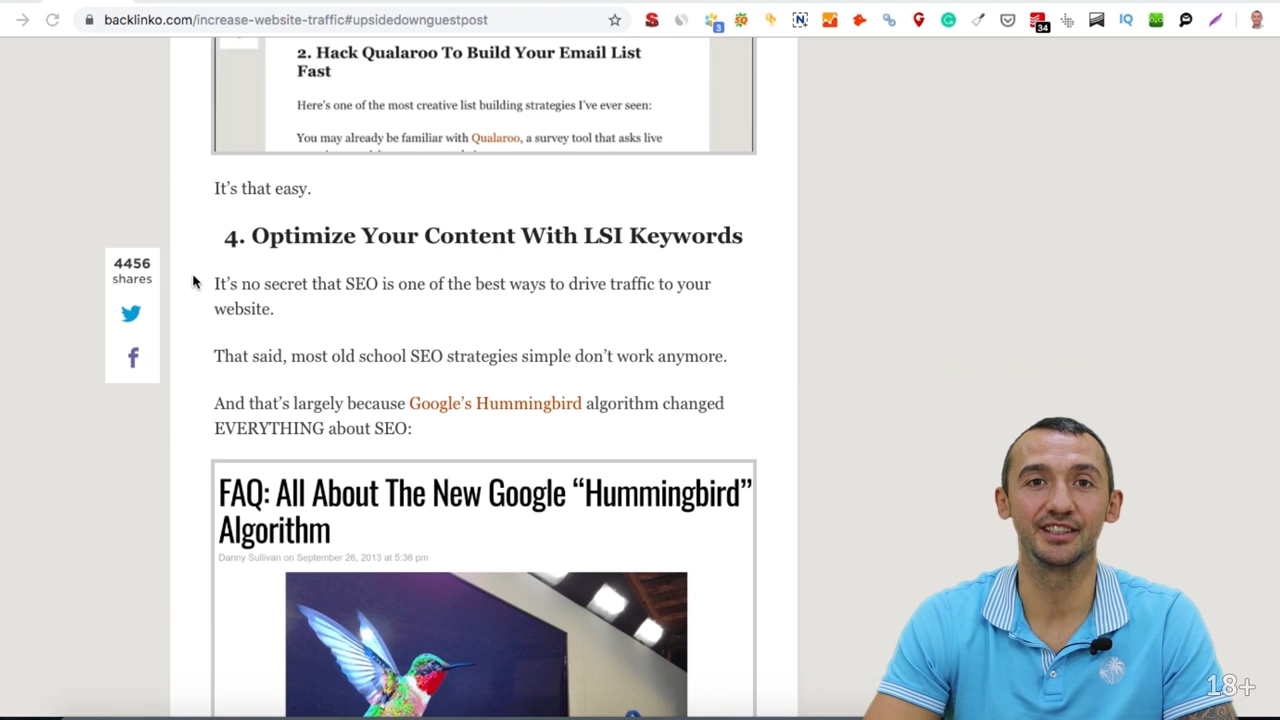 backlinko.com/increase-website-traffic#upsidedownguestpost
3
34
IQ
2. Hack Qualaroo To Build Your Email List
Fast
Here's one of the most creative list building strategies I've ever seen:
You may already be familiar with Qualaroo, a survey tool that asks live
It's that easy.
4. Optimize Your Content With LSI Keywords
4456
shares
It's no secret that SEO is one of the best ways to drive traffic to your
website.
That said, most old school SEO strategies simple don't work anymore.
And that's largely because Google's Hummingbird algorithm changed
EVERYTHING about SEO:
FAQ: All About The New Google “Hummingbird”
Algorithm
Danny Sullivan on September 26, 2013 at 5:36 pm
18+